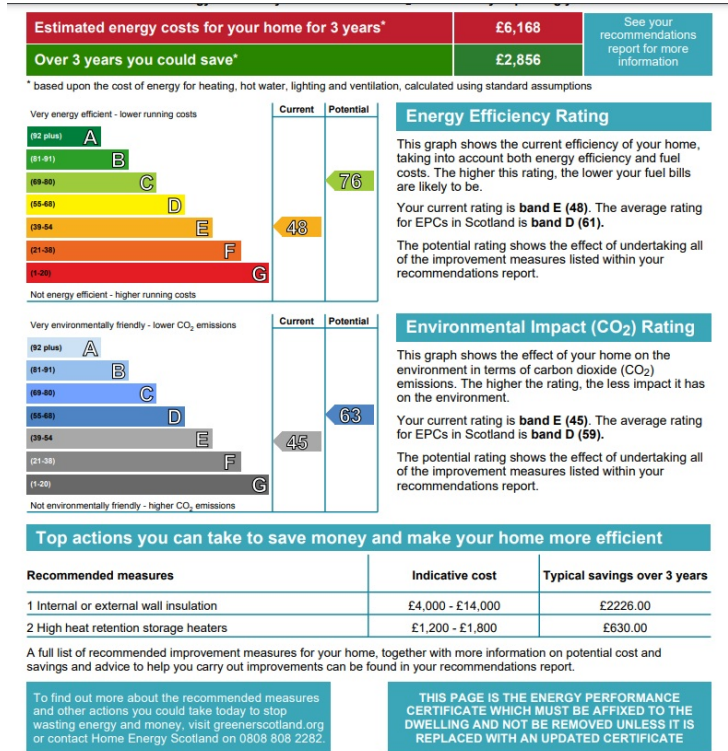 Estimated energy costs for your home for 3 years*
£6,168
See your
recommendations
report for more
information
Over 3 years you could save*
£2,856
* based upon the cost of energy for heating, hot water, lighting and ventilation, calculated using standard assumptions
Very energy efficient - lower running costs
Current
Potential
(92 plus) A
(81-91) B
(69-80) C
76
(55-68) D
(39-54 E
48
(21-38) F
(1-20) G
Not energy efficient - higher running costs
Energy Efficiency Rating
This graph shows the current efficiency of your home,
taking into account both energy efficiency and fuel
costs. The higher this rating, the lower your fuel bills
are likely to be.
Your current rating is band E (48). The average rating
for EPCs in Scotland is band D (61).
The potential rating shows the effect of undertaking all
of the improvement measures listed within your
recommendations report.
Very environmentally friendly - lower CO2 emissions
Current
Potential
(92 plus) A
(81-91) B
(69-80) C
(55-68) D
63
(39-54 E
45
(21-38) F
(1-20) G
Not environmentally friendly - higher CO2 emissions
Environmental Impact (CO2) Rating
This graph shows the effect of your home on the
environment in terms of carbon dioxide (CO2)
emissions. The higher the rating, the less impact it has
on the environment.
Your current rating is band E (45). The average rating
for EPCs in Scotland is band D (59).
The potential rating shows the effect of undertaking all
of the improvement measures listed within your
recommendations report.
Top actions you can take to save money and make your home more efficient
Recommended measures
Indicative cost
Typical savings over 3 years
1 Internal or external wall insulation
£4,000 - £14,000
£2226.00
2 High heat retention storage heaters
£1,200 - £1,800
£630.00
A full list of recommended improvement measures for your home, together with more information on potential cost and
savings and advice to help you carry out improvements can be found in your recommendations report.
To find out more about the recommended measures
and other actions you could take today to stop
wasting energy and money, visit greenerscotland.org
or contact Home Energy Scotland on 0808 808 2282.
THIS PAGE IS THE ENERGY PERFORMANCE
CERTIFICATE WHICH MUST BE AFFIXED TO THE
DWELLING AND NOT BE REMOVED UNLESS IT IS
REPLACED WITH AN UPDATED CERTIFICATE